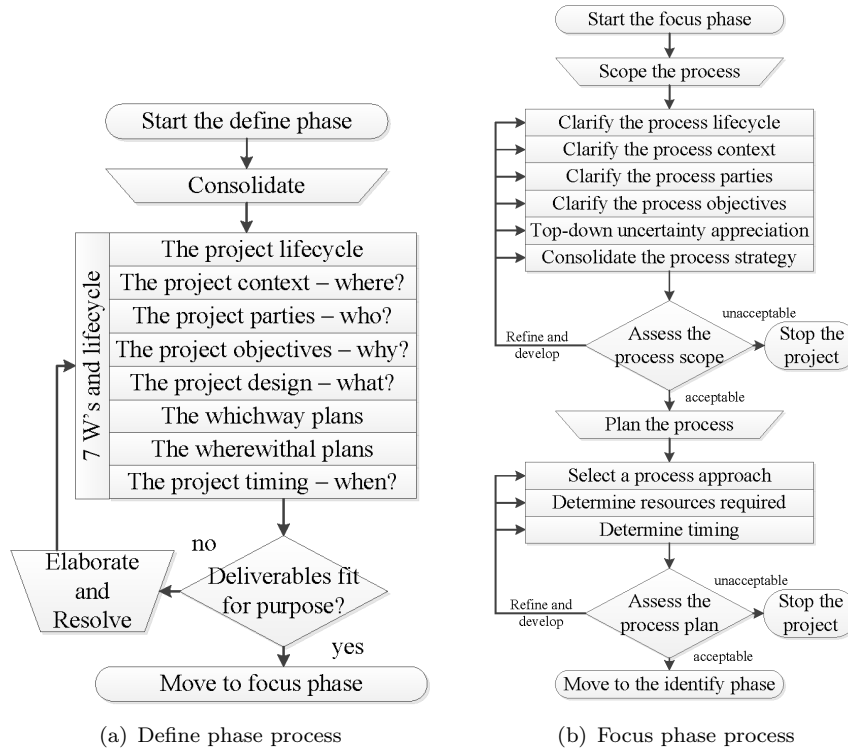 Start the define phase
Consolidate
7 W's and lifecycle
The project lifecycle
The project context – where?
The project parties – who?
The project objectives – why?
The project design – what?
The whichway plans
The wherewithal plans
The project timing – when?
no
Elaborate
and
Resolve
Deliverables fit
for purpose?
yes
Move to focus phase
(a) Define phase process
Start the focus phase
Scope the process
Clarify the process lifecycle
Clarify the process context
Clarify the process parties
Clarify the process objectives
Top-down uncertainty appreciation
Consolidate the process strategy
Refine and
develop
Assess the
process scope
unacceptable
Stop the
project
acceptable
Plan the process
Select a process approach
Determine resources required
Determine timing
Refine and
develop
Assess the
process plan
unacceptable
Stop the
project
acceptable
Move to the identify phase
(b) Focus phase process